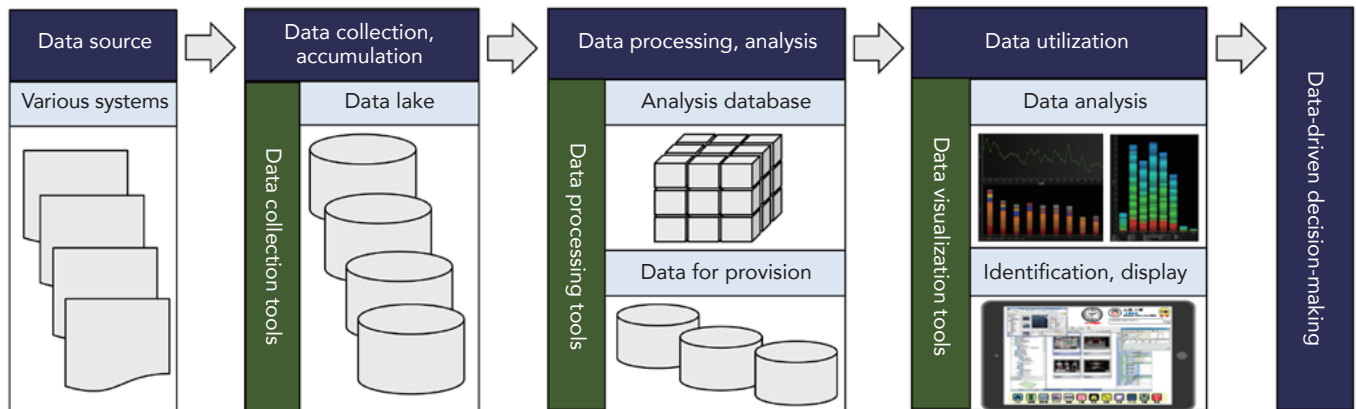 Data source
Various systems
Data collection,
accumulation
Data collection tools
Data lake
Data processing, analysis
Data processing tools
Analysis database
Data for provision
Data utilization
Data visualization tools
Data analysis
Identification, display
Data-driven decision-making